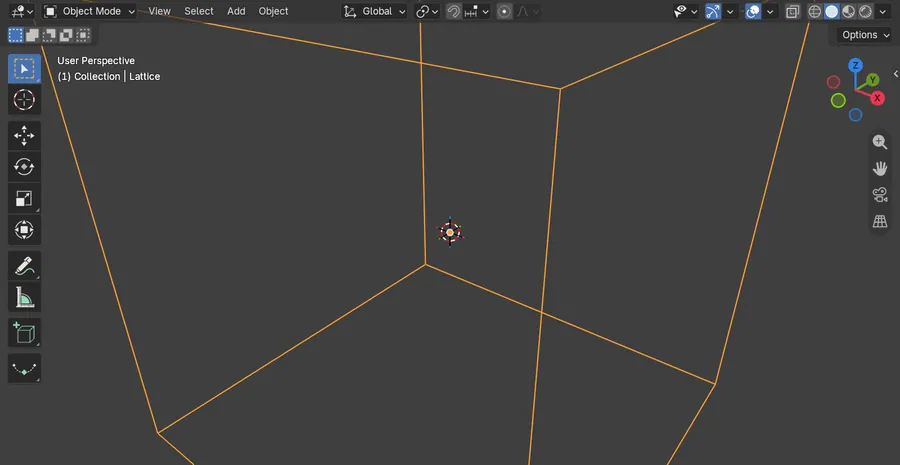 Object Mode View Select Add Object Global
Options
User Perspective
(1) Collection | Lattice
Z
Y
X